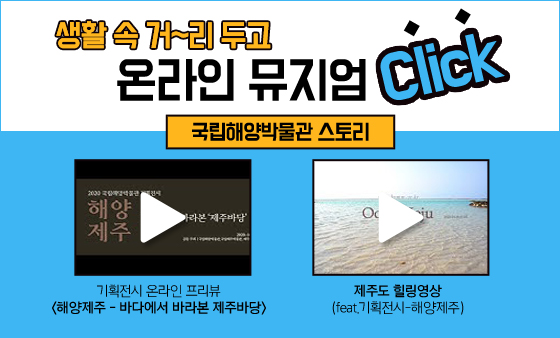 생활 속 거~리 두고
온라인 뮤지엄 Click
국립해양박물관 스토리
2020 국립해양박물관
해양
제주
바라본 '제주바당'
기획전시 온라인 프리뷰
<해양제주 - 바다에서 바라본 제주바당>
제주도 힐링영상
(feat.기획전시-해양제주)